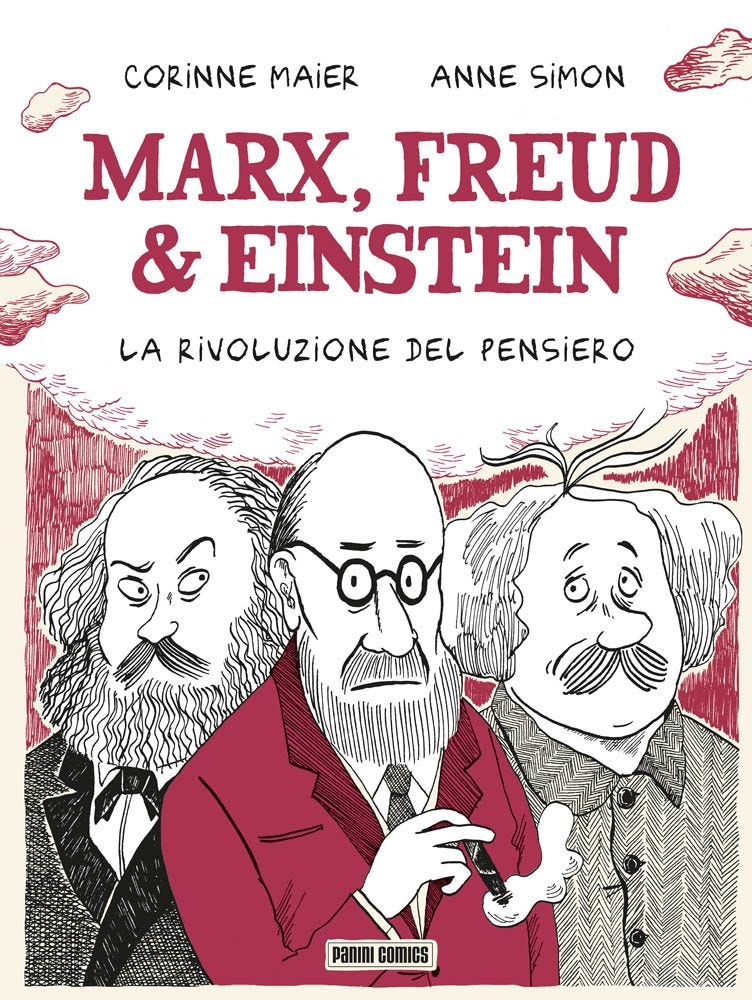 CORINNE MAIER ANNE SIMON
MARX, FREUD
& EINSTEIN
LA RIVOLUZIONE DEL PENSIERO
PANINI COMICS